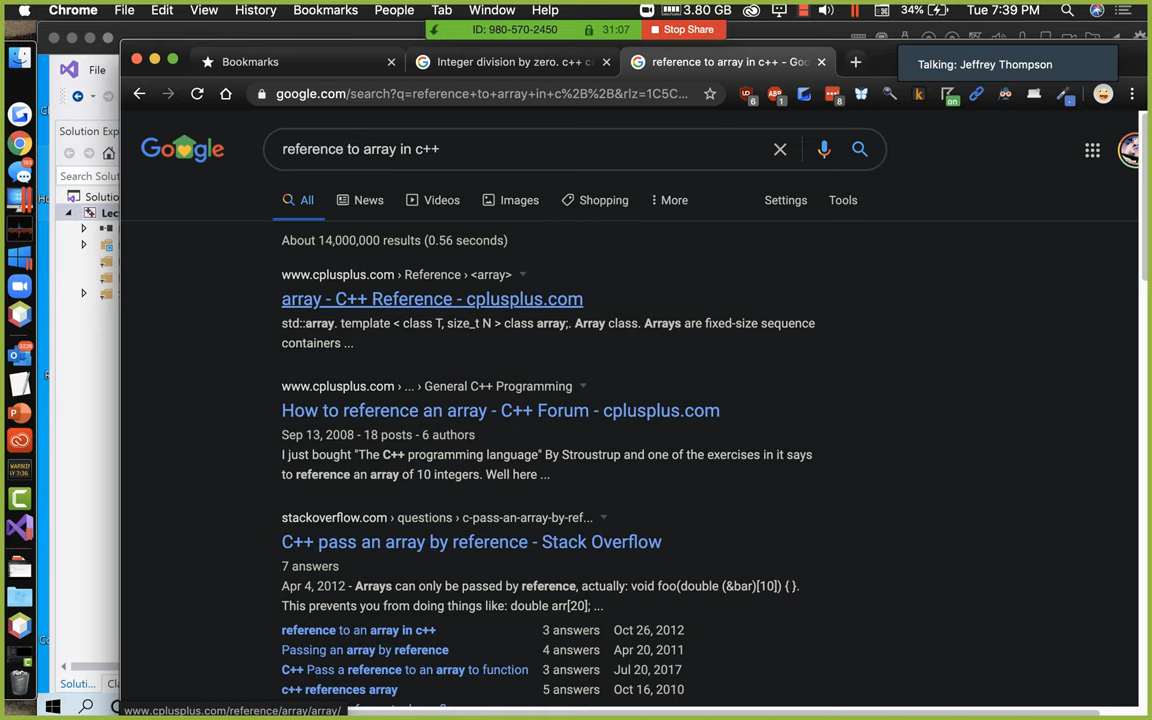 Chrome File Edit View History Bookmarks People Tab Window Help 3.80 GB 34% Tue 7:39 PM
ID: 980-570-2450 31:07 Stop Share
Bookmarks
Integer division by zero. c++ c
reference to array in c++ - Goo
Talking: Jeffrey Thompson
File
google.com/search?q=reference+to+array+in+c%2B%2B&rlz=1C5C...
6 1 8 on
Solution Exp
Google
reference to array in c++
Search Solu
Solutio
Lec
All News Videos Images Shopping More Settings Tools
About 14,000,000 results (0.56 seconds)
www.cplusplus.com › Reference › <array>
array - C++ Reference - cplusplus.com
std::array. template < class T, size_t N > class array;. Array class. Arrays are fixed-size sequence
containers ...
www.cplusplus.com › ... › General C++ Programming
How to reference an array - C++ Forum - cplusplus.com
Sep 13, 2008 - 18 posts - 6 authors
I just bought "The C++ programming language" By Stroustrup and one of the exercises in it says
to reference an array of 10 integers. Well here ...
stackoverflow.com › questions › c-pass-an-array-by-ref...
C++ pass an array by reference - Stack Overflow
7 answers
Apr 4, 2012 - Arrays can only be passed by reference, actually: void foo(double (&bar)[10]) { }.
This prevents you from doing things like: double arr[20]; ...
reference to an array in c++ 3 answers Oct 26, 2012
Passing an array by reference 4 answers Apr 20, 2011
C++ Pass a reference to an array to function 3 answers Jul 20, 2017
c++ references array 5 answers Oct 16, 2010
Soluti...
www.cplusplus.com/reference/array/array/